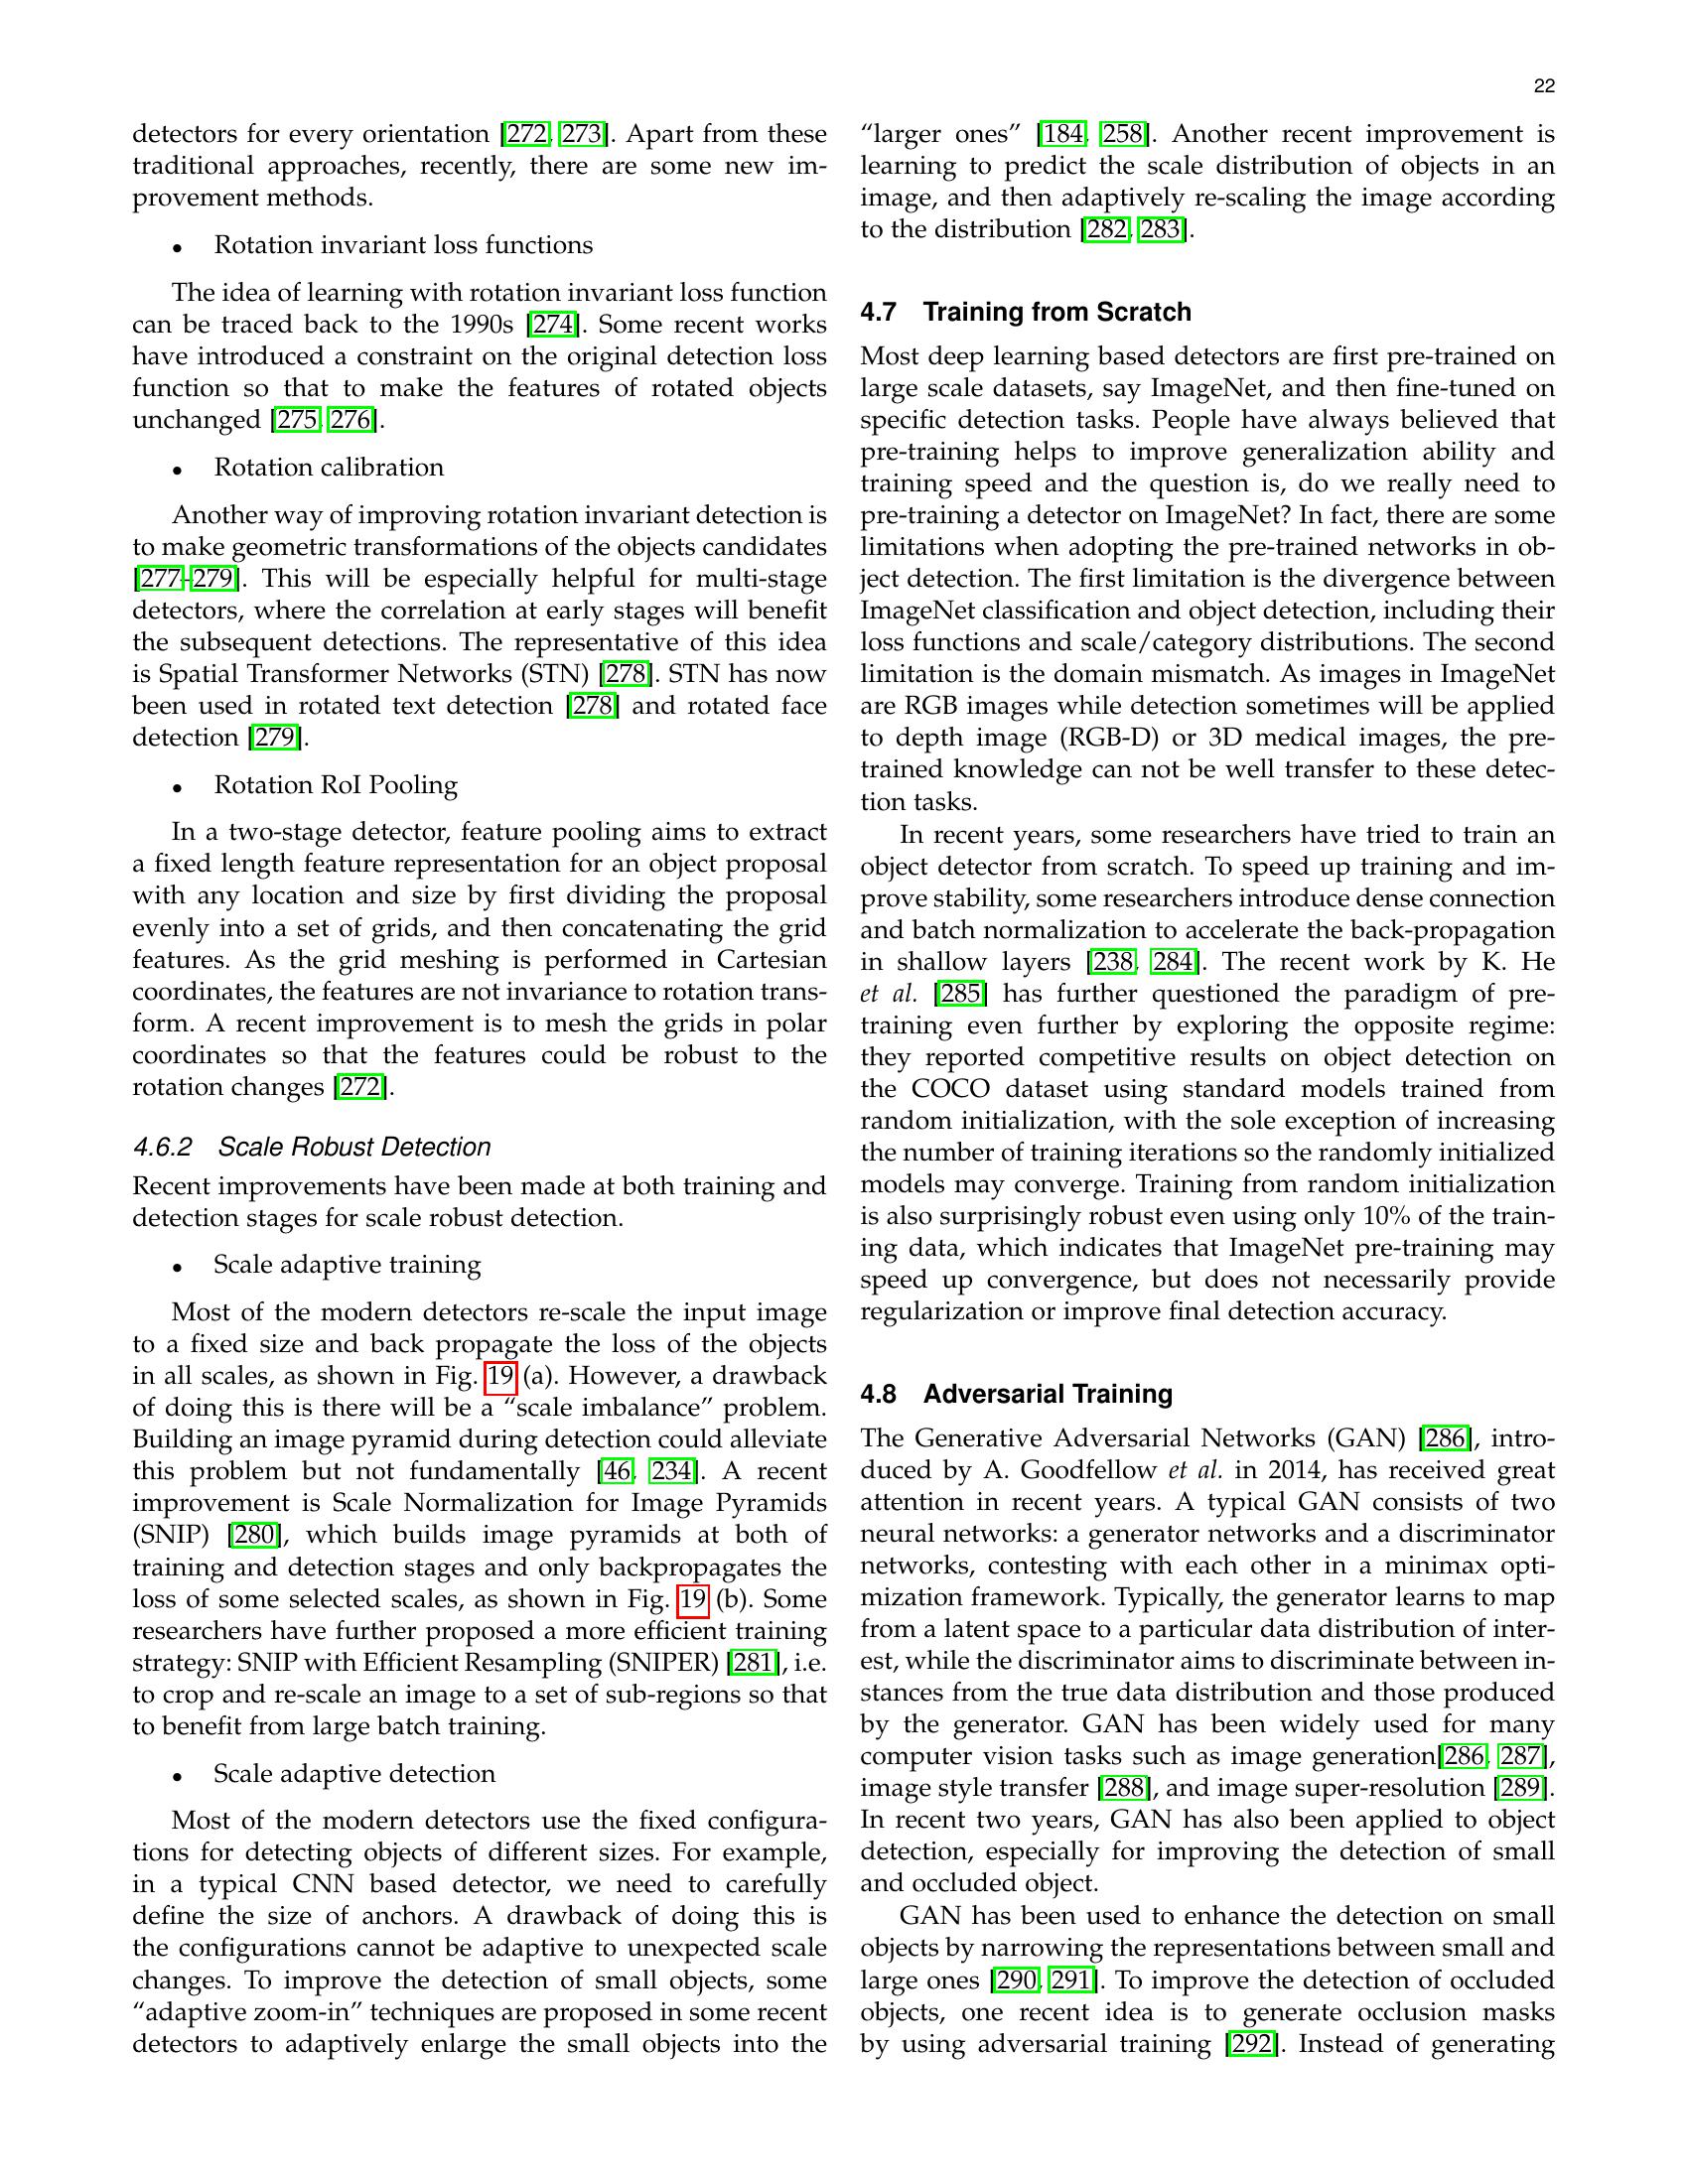 22
detectors for every orientation [272, 273]. Apart from these
traditional approaches, recently, there are some new im-
provement methods.
• Rotation invariant loss functions
The idea of learning with rotation invariant loss function
can be traced back to the 1990s [274]. Some recent works
have introduced a constraint on the original detection loss
function so that to make the features of rotated objects
unchanged [275, 276].
• Rotation calibration
Another way of improving rotation invariant detection is
to make geometric transformations of the objects candidates
[277–279]. This will be especially helpful for multi-stage
detectors, where the correlation at early stages will benefit
the subsequent detections. The representative of this idea
is Spatial Transformer Networks (STN) [278]. STN has now
been used in rotated text detection [278] and rotated face
detection [279].
• Rotation RoI Pooling
In a two-stage detector, feature pooling aims to extract
a fixed length feature representation for an object proposal
with any location and size by first dividing the proposal
evenly into a set of grids, and then concatenating the grid
features. As the grid meshing is performed in Cartesian
coordinates, the features are not invariance to rotation trans-
form. A recent improvement is to mesh the grids in polar
coordinates so that the features could be robust to the
rotation changes [272].
4.6.2 Scale Robust Detection
Recent improvements have been made at both training and
detection stages for scale robust detection.
• Scale adaptive training
Most of the modern detectors re-scale the input image
to a fixed size and back propagate the loss of the objects
in all scales, as shown in Fig. 19 (a). However, a drawback
of doing this is there will be a “scale imbalance” problem.
Building an image pyramid during detection could alleviate
this problem but not fundamentally [46, 234]. A recent
improvement is Scale Normalization for Image Pyramids
(SNIP) [280], which builds image pyramids at both of
training and detection stages and only backpropagates the
loss of some selected scales, as shown in Fig. 19 (b). Some
researchers have further proposed a more efficient training
strategy: SNIP with Efficient Resampling (SNIPER) [281], i.e.
to crop and re-scale an image to a set of sub-regions so that
to benefit from large batch training.
• Scale adaptive detection
Most of the modern detectors use the fixed configura-
tions for detecting objects of different sizes. For example,
in a typical CNN based detector, we need to carefully
define the size of anchors. A drawback of doing this is
the configurations cannot be adaptive to unexpected scale
changes. To improve the detection of small objects, some
“adaptive zoom-in” techniques are proposed in some recent
detectors to adaptively enlarge the small objects into the
“larger ones” [184, 258]. Another recent improvement is
learning to predict the scale distribution of objects in an
image, and then adaptively re-scaling the image according
to the distribution [282, 283].
4.7 Training from Scratch
Most deep learning based detectors are first pre-trained on
large scale datasets, say ImageNet, and then fine-tuned on
specific detection tasks. People have always believed that
pre-training helps to improve generalization ability and
training speed and the question is, do we really need to
pre-training a detector on ImageNet? In fact, there are some
limitations when adopting the pre-trained networks in ob-
ject detection. The first limitation is the divergence between
ImageNet classification and object detection, including their
loss functions and scale/category distributions. The second
limitation is the domain mismatch. As images in ImageNet
are RGB images while detection sometimes will be applied
to depth image (RGB-D) or 3D medical images, the pre-
trained knowledge can not be well transfer to these detec-
tion tasks.
In recent years, some researchers have tried to train an
object detector from scratch. To speed up training and im-
prove stability, some researchers introduce dense connection
and batch normalization to accelerate the back-propagation
in shallow layers [238, 284]. The recent work by K. He
et al. [285] has further questioned the paradigm of pre-
training even further by exploring the opposite regime:
they reported competitive results on object detection on
the COCO dataset using standard models trained from
random initialization, with the sole exception of increasing
the number of training iterations so the randomly initialized
models may converge. Training from random initialization
is also surprisingly robust even using only 10% of the train-
ing data, which indicates that ImageNet pre-training may
speed up convergence, but does not necessarily provide
regularization or improve final detection accuracy.
4.8 Adversarial Training
The Generative Adversarial Networks (GAN) [286], intro-
duced by A. Goodfellow et al. in 2014, has received great
attention in recent years. A typical GAN consists of two
neural networks: a generator networks and a discriminator
networks, contesting with each other in a minimax opti-
mization framework. Typically, the generator learns to map
from a latent space to a particular data distribution of inter-
est, while the discriminator aims to discriminate between in-
stances from the true data distribution and those produced
by the generator. GAN has been widely used for many
computer vision tasks such as image generation[286, 287],
image style transfer [288], and image super-resolution [289].
In recent two years, GAN has also been applied to object
detection, especially for improving the detection of small
and occluded object.
GAN has been used to enhance the detection on small
objects by narrowing the representations between small and
large ones [290, 291]. To improve the detection of occluded
objects, one recent idea is to generate occlusion masks
by using adversarial training [292]. Instead of generating